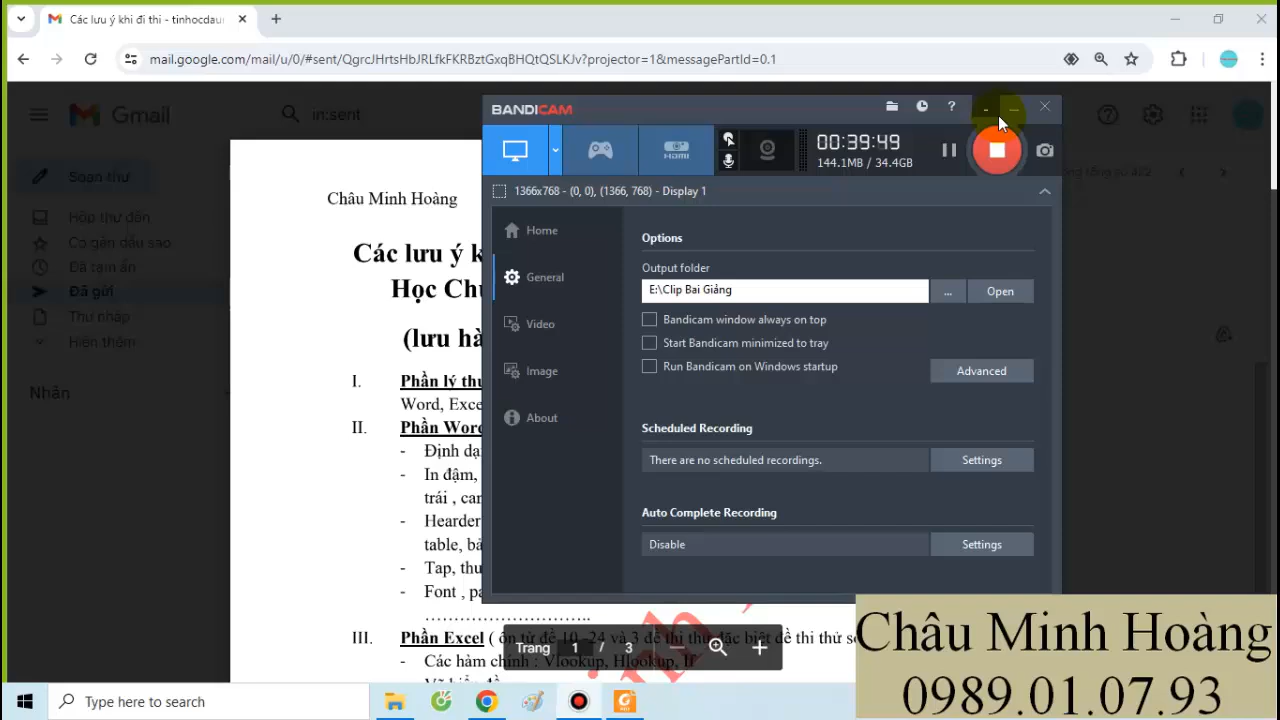 Các lưu ý khi đi thi - tinhocdau
mail.google.com/mail/u/0/#sent/QgrcJHrtsHbJRLfkFKRBztGxqBHQtQSLKJv?projector=1&messagePartId=0.1
Gmail
in:sent
Soạn thư
Hộp thư đến
Có gắn dấu sao
Đã tạm ẩn
Đã gửi
Thư nháp
Hiện thêm
Nhãn
Châu Minh Hoàng
Các lưu ý k
Học Chu
(lưu hà
I. Phần lý thu
Word, Exce
II. Phần Word
- Định dạ
- In đậm,
trái , can
- Hearder
table, bả
- Tap, thu
- Font , pa
…………………………..
III. Phần Excel ( ôn từ đề 10 -24 và 3 đề thi thử đặc biệt đề thi thử số
- Các hàm chính : Vlookup, Hlookup, If
- Vẽ biểu đồ
Trang 1 / 3
BANDICAM
00:39:49
144.1MB / 34.4GB
HDMI
1366x768 - (0, 0), (1366, 768) - Display 1
Home
General
Video
Image
About
Options
Output folder
E:\Clip Bai Giảng
...
Open
Bandicam window always on top
Start Bandicam minimized to tray
Run Bandicam on Windows startup
Advanced
Scheduled Recording
There are no scheduled recordings.
Settings
Auto Complete Recording
Disable
Settings
Châu Minh Hoàng
0989.01.07.93
Type here to search